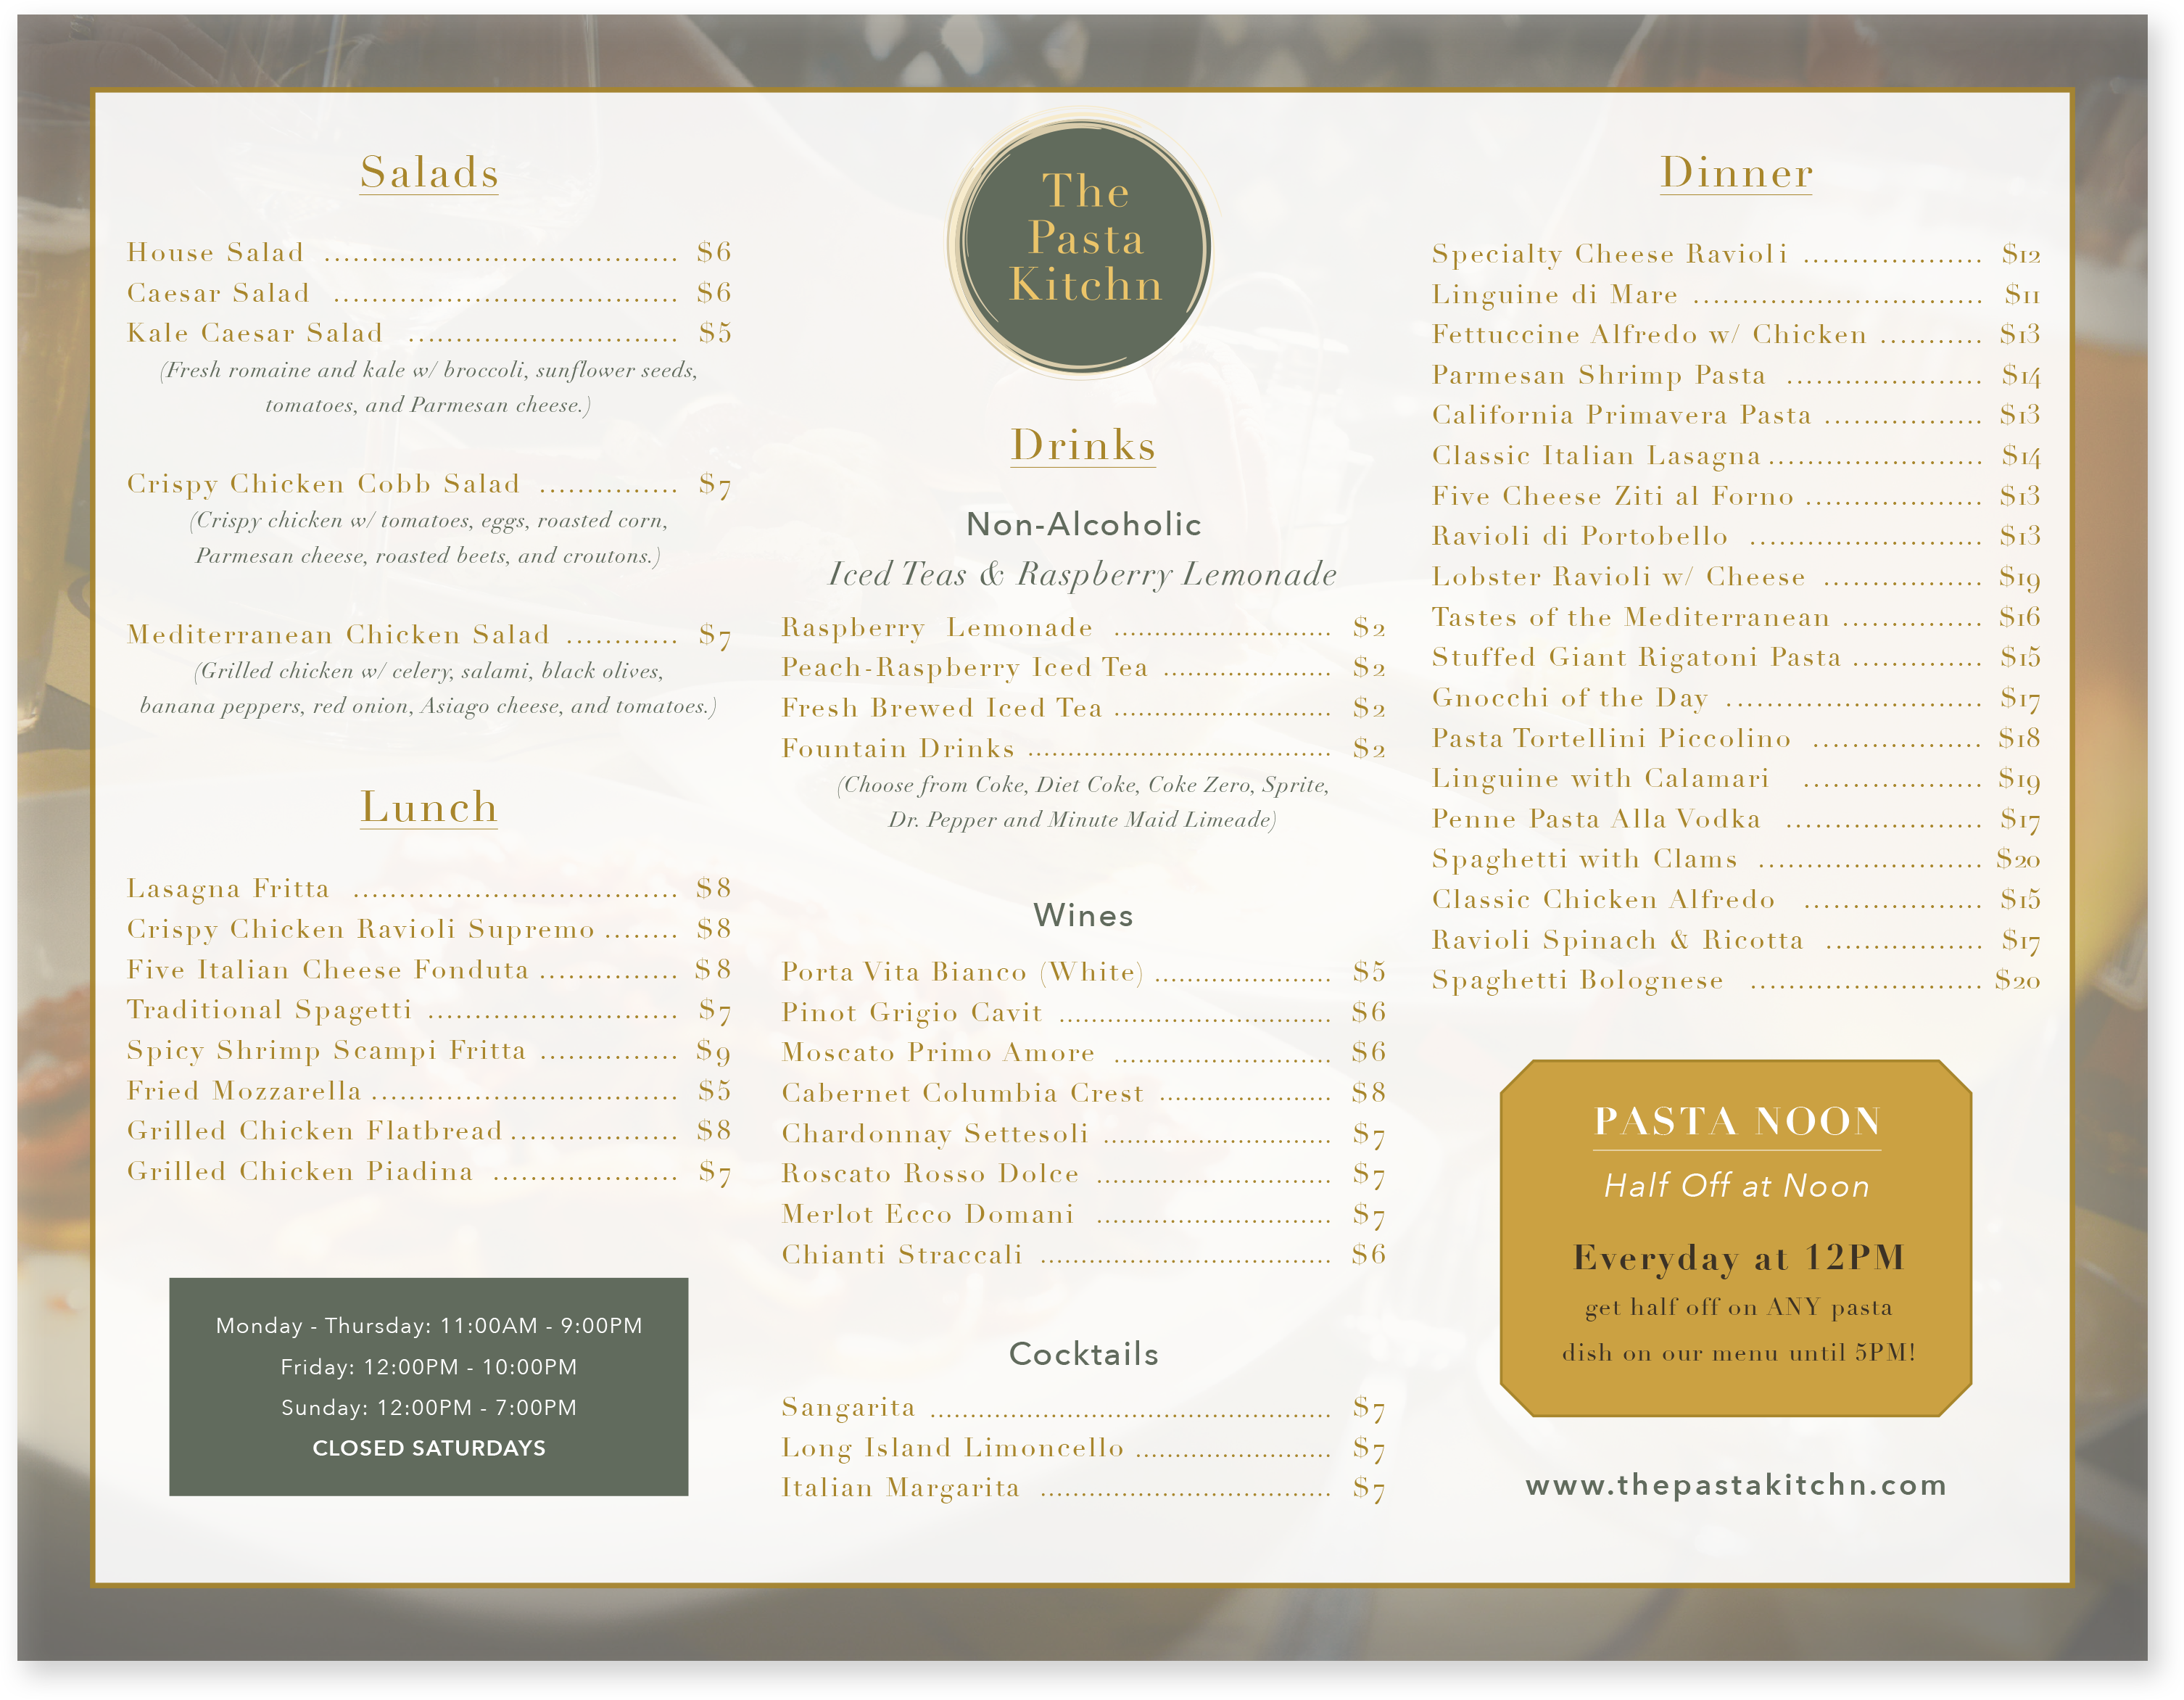 Salads
House Salad ..................................... $6
Caesar Salad .................................... $6
Kale Caesar Salad ............................ $5
(Fresh romaine and kale w/ broccoli, sunflower seeds,
tomatoes, and Parmesan cheese.)
Crispy Chicken Cobb Salad ............... $7
(Crispy chicken w/ tomatoes, eggs, roasted corn,
Parmesan cheese, roasted beets, and croutons.)
Mediterranean Chicken Salad ............ $7
(Grilled chicken w/ celery, salami, black olives,
banana peppers, red onion, Asiago cheese, and tomatoes.)
Lunch
Lasagna Fritta ................................... $8
Crispy Chicken Ravioli Supremo ........ $8
Five Italian Cheese Fonduta ............... $8
Traditional Spagetti ........................... $7
Spicy Shrimp Scampi Fritta ............... $9
Fried Mozzarella ................................. $5
Grilled Chicken Flatbread .................. $8
Grilled Chicken Piadina .................... $7
Monday - Thursday: 11:00AM - 9:00PM
Friday: 12:00PM - 10:00PM
Sunday: 12:00PM - 7:00PM
CLOSED SATURDAYS
The
Pasta
Kitchn
Drinks
Non-Alcoholic
Iced Teas & Raspberry Lemonade
Raspberry Lemonade ........................... $2
Peach-Raspberry Iced Tea ..................... $2
Fresh Brewed Iced Tea ........................... $2
Fountain Drinks ...................................... $2
(Choose from Coke, Diet Coke, Coke Zero, Sprite,
Dr. Pepper and Minute Maid Limeade)
Wines
Porta Vita Bianco (White) ...................... $5
Pinot Grigio Cavit .................................. $6
Moscato Primo Amore ........................... $6
Cabernet Columbia Crest ..................... $8
Chardonnay Settesoli ............................ $7
Roscato Rosso Dolce ............................. $7
Merlot Ecco Domani ............................. $7
Chianti Straccali .................................... $6
Cocktails
Sangarita .................................................. $7
Long Island Limoncello ........................ $7
Italian Margarita .................................... $7
Dinner
Specialty Cheese Ravioli ................... $12
Linguine di Mare .............................. $11
Fettuccine Alfredo w/ Chicken ........... $13
Parmesan Shrimp Pasta ..................... $14
California Primavera Pasta ................. $13
Classic Italian Lasagna ....................... $14
Five Cheese Ziti al Forno ................... $13
Ravioli di Portobello ......................... $13
Lobster Ravioli w/ Cheese ................. $19
Tastes of the Mediterranean ............... $16
Stuffed Giant Rigatoni Pasta .............. $15
Gnocchi of the Day ........................... $17
Pasta Tortellini Piccolino .................. $18
Linguine with Calamari ................... $19
Penne Pasta Alla Vodka ..................... $17
Spaghetti with Clams ........................ $20
Classic Chicken Alfredo ................... $15
Ravioli Spinach & Ricotta ................. $17
Spaghetti Bolognese ......................... $20
PASTA NOON
Half Off at Noon
Everyday at 12PM
get half off on ANY pasta
dish on our menu until 5PM!
www.thepastakitchn.com